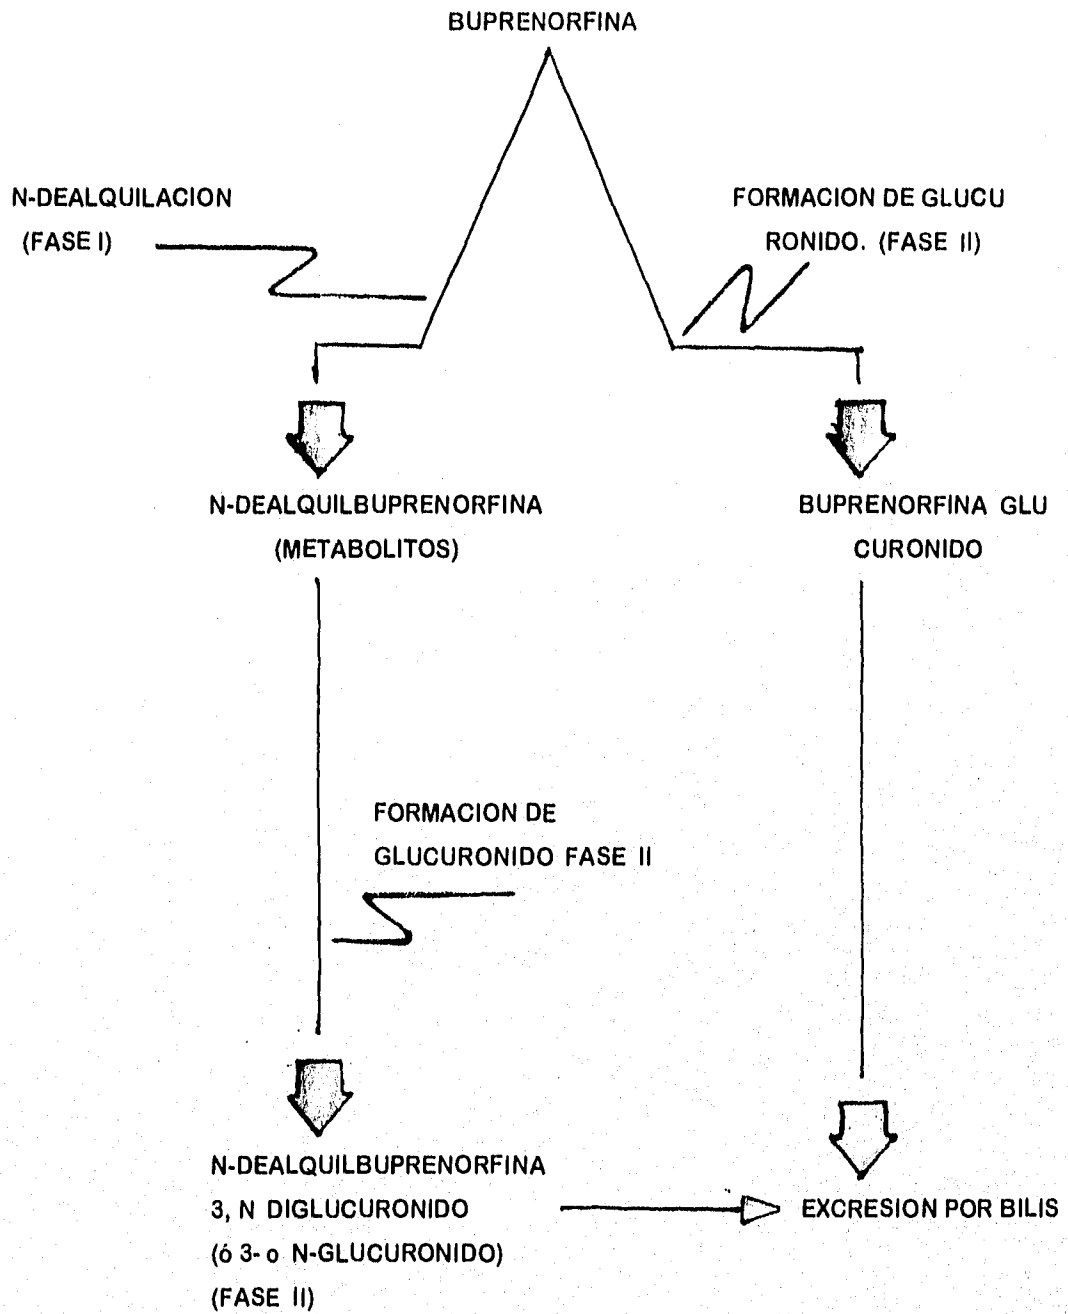 BUPRENORFINA
N-DEALQUILACION
(FASE I)
FORMACION DE GLUCU
RONIDO. (FASE II)
N-DEALQUILBUPRENORFINA
(METABOLITOS)
BUPRENORFINA GLU
CURONIDO
FORMACION DE
GLUCURONIDO FASE II
N-DEALQUILBUPRENORFINA
3, N DIGLUCURONIDO
(ó 3- o N-GLUCURONIDO)
(FASE II)
EXCRESION POR BILIS